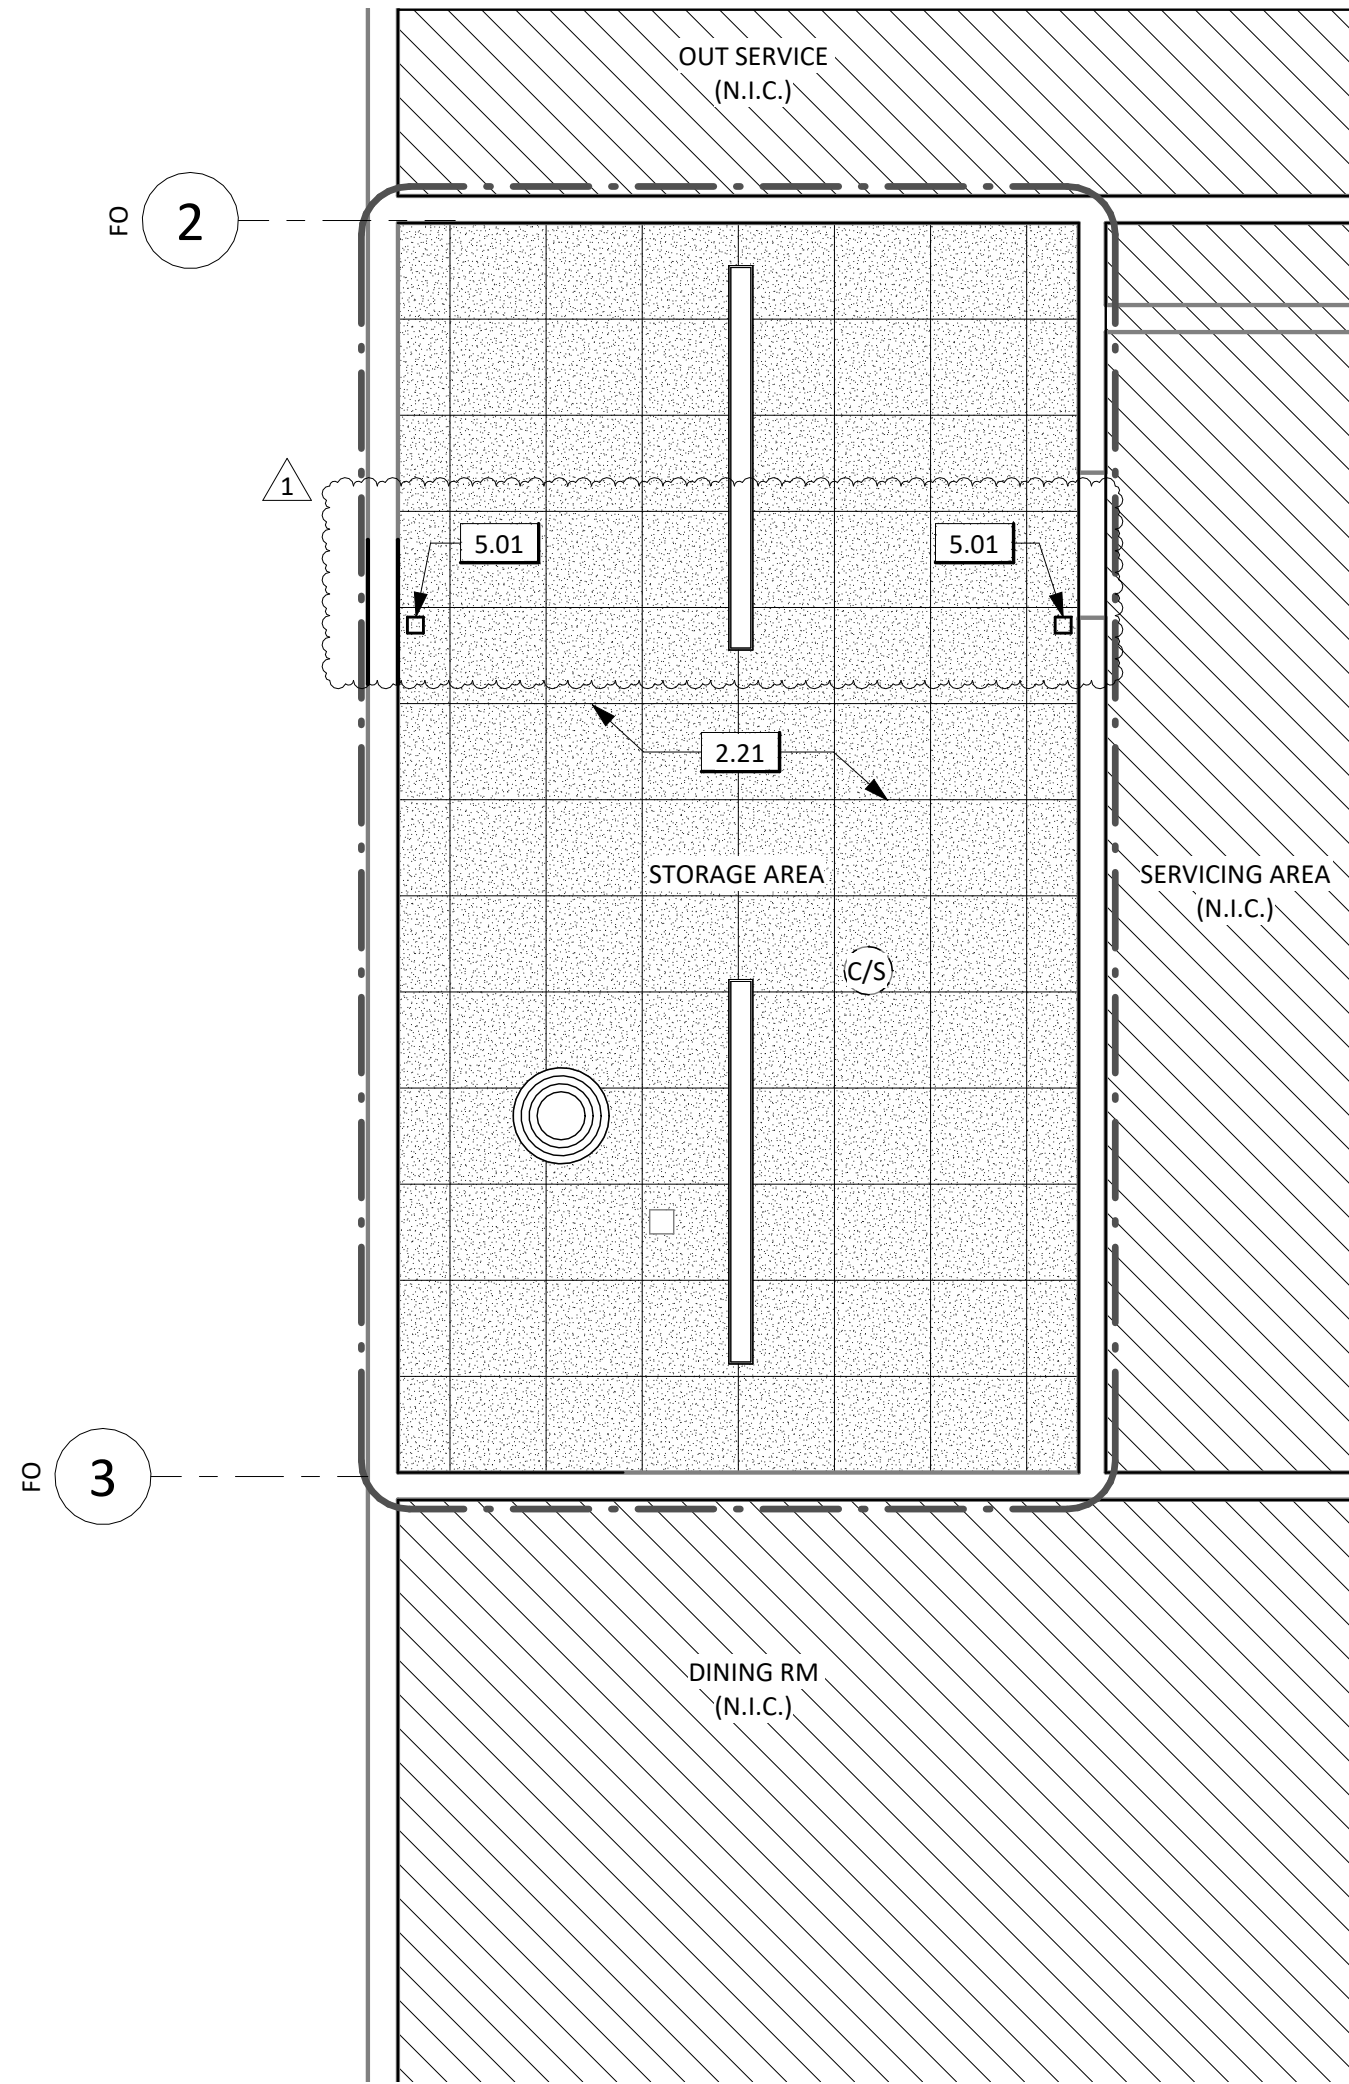 OUT SERVICE
(N.I.C.)
FO
2
1
5.01
5.01
2.21
STORAGE AREA
SERVICING AREA
(N.I.C.)
C/S
FO
3
DINING RM
(N.I.C.)